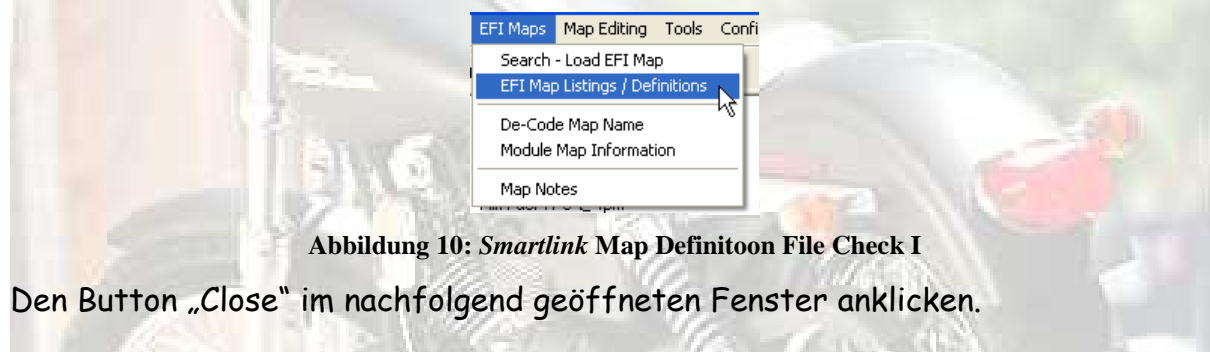 EFI Maps Map Editing Tools Confi
Search - Load EFI Map
EFI Map Listings / Definitions
De-Code Map Name
Module Map Information
Map Notes
Abbildung 10: Smartlink Map Definitoon File Check I
Den Button „Close“ im nachfolgend geöffneten Fenster anklicken.